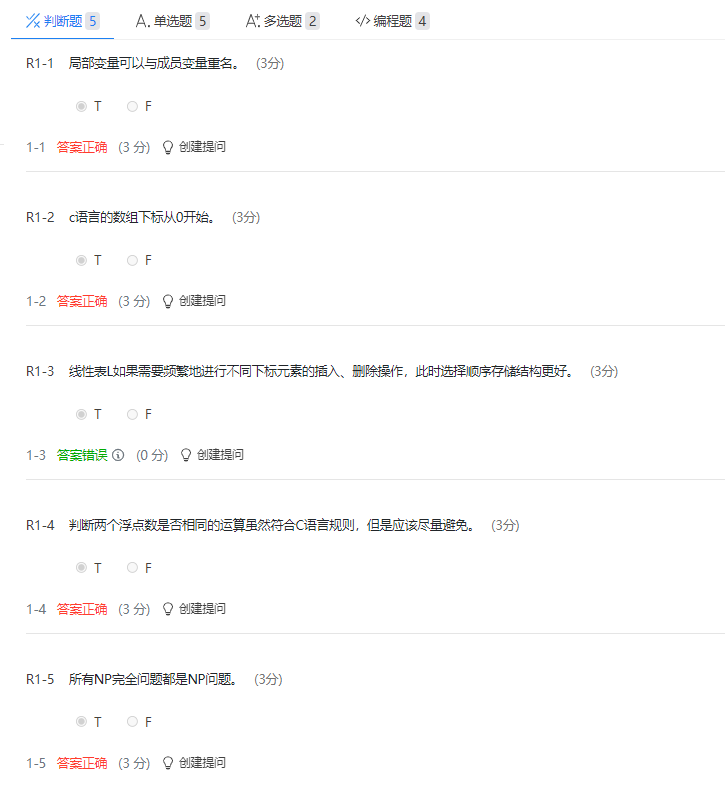 判断题 5 A. 单选题 5 A 多选题 2 </> 编程题 4
R1-1 局部变量可以与成员变量重名。 (3分)
T F
1-1 答案正确 (3 分) 创建提问
R1-2 c语言的数组下标从0开始。 (3分)
T F
1-2 答案正确 (3 分) 创建提问
R1-3 线性表L如果需要频繁地进行不同下标元素的插入、删除操作，此时选择顺序存储结构更好。 (3分)
T F
1-3 答案错误 (0 分) 创建提问
R1-4 判断两个浮点数是否相同的运算虽然符合C语言规则，但是应该尽量避免。 (3分)
T F
1-4 答案正确 (3 分) 创建提问
R1-5 所有NP完全问题都是NP问题。 (3分)
T F
1-5 答案正确 (3 分) 创建提问